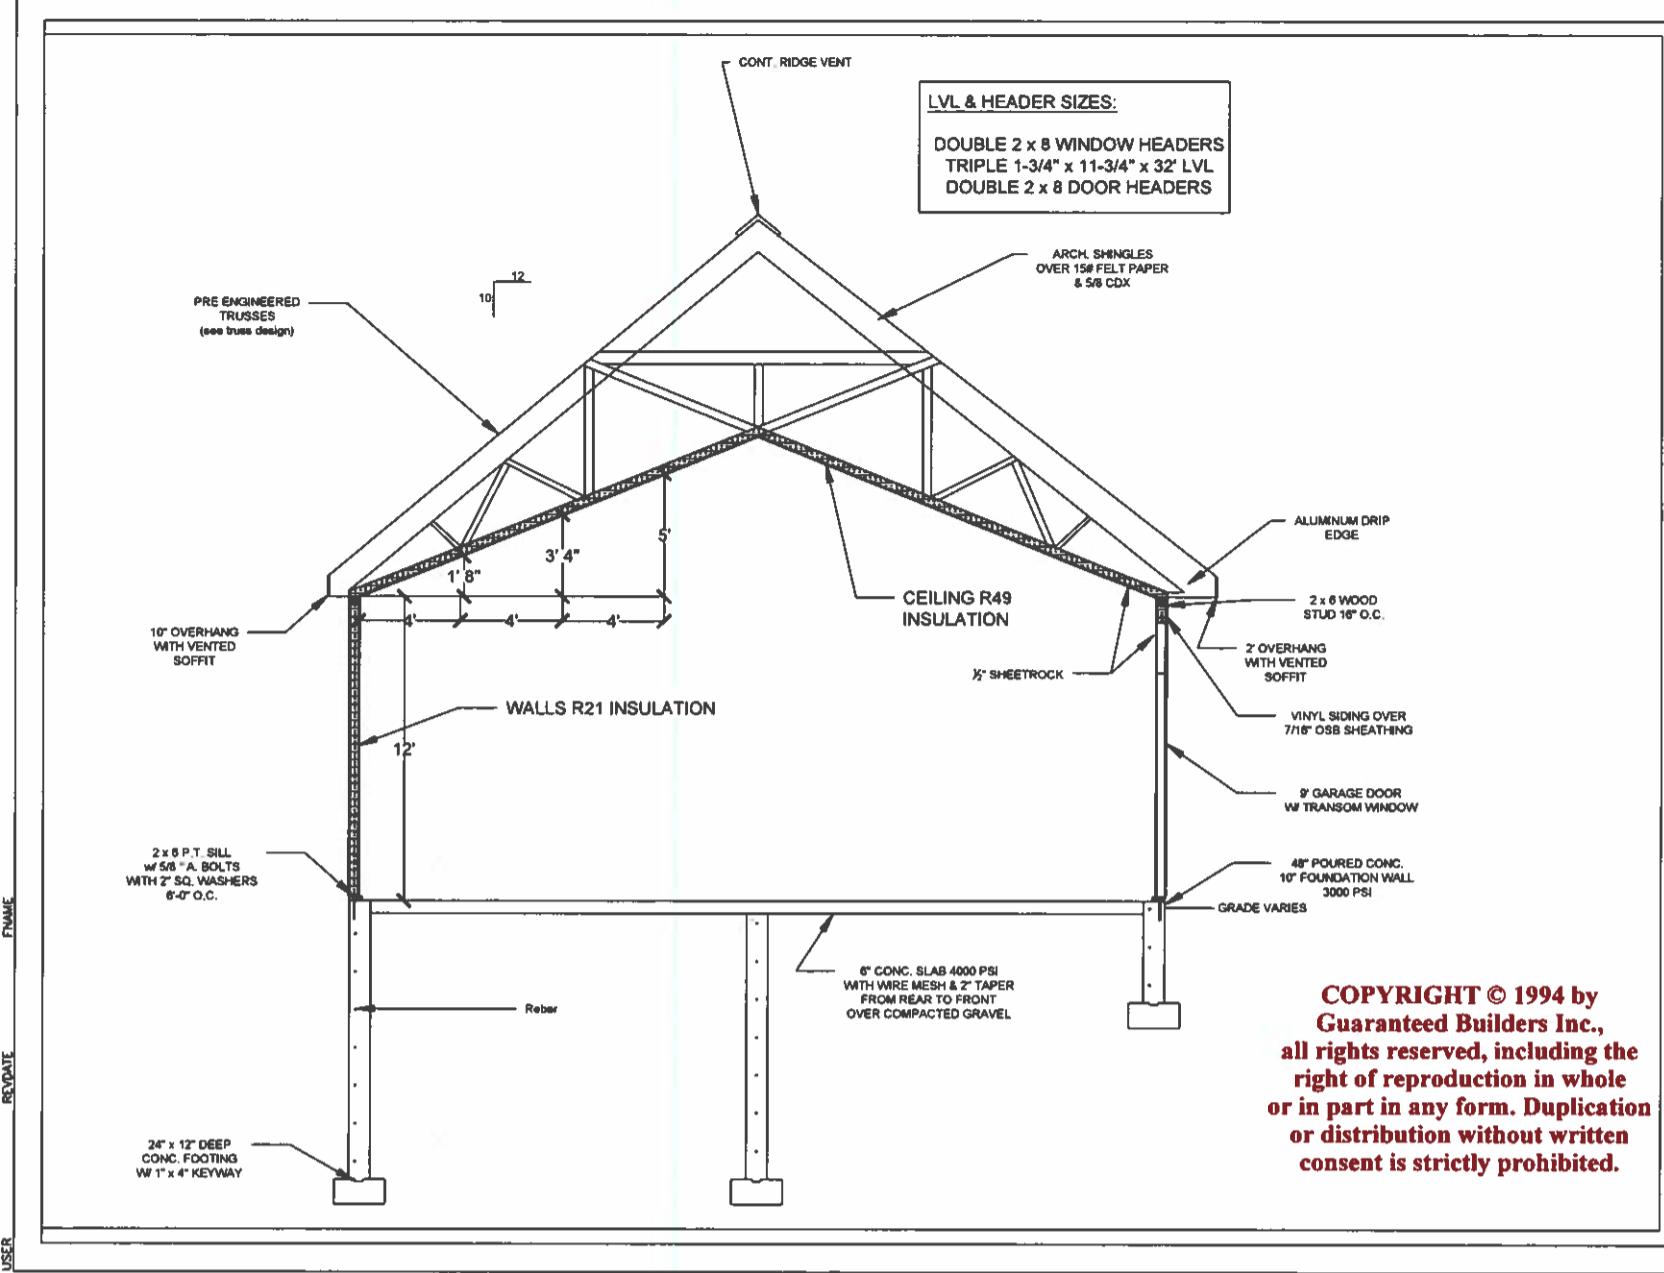 CONT. RIDGE VENT
LVL & HEADER SIZES:
DOUBLE 2 x 8 WINDOW HEADERS
TRIPLE 1-3/4" x 11-3/4" x 32' LVL
DOUBLE 2 x 8 DOOR HEADERS
ARCH. SHINGLES
OVER 15# FELT PAPER
& 5/8 CDX
12
10
PRE ENGINEERED
TRUSSES
(see truss design)
ALUMINUM DRIP
EDGE
5'
3' 4"
1' 8"
4'
4'
4'
CEILING R49
INSULATION
2 x 6 WOOD
STUD 16" O.C.
10" OVERHANG
WITH VENTED
SOFFIT
2' OVERHANG
WITH VENTED
SOFFIT
½" SHEETROCK
WALLS R21 INSULATION
VINYL SIDING OVER
7/16" OSB SHEATHING
12'
9' GARAGE DOOR
W/ TRANSOM WINDOW
2 x 6 P.T. SILL
w/ 5/8 " A. BOLTS
WITH 2" SQ. WASHERS
6'-0" O.C.
48" POURED CONC.
10" FOUNDATION WALL
3000 PSI
GRADE VARIES
6" CONC. SLAB 4000 PSI
WITH WIRE MESH & 2" TAPER
FROM REAR TO FRONT
OVER COMPACTED GRAVEL
Rebar
24" x 12" DEEP
CONC. FOOTING
W/ 1" x 4" KEYWAY
COPYRIGHT © 1994 by
Guaranteed Builders Inc.,
all rights reserved, including the
right of reproduction in whole
or in part in any form. Duplication
or distribution without written
consent is strictly prohibited.
FNAME
REVDATE
USER